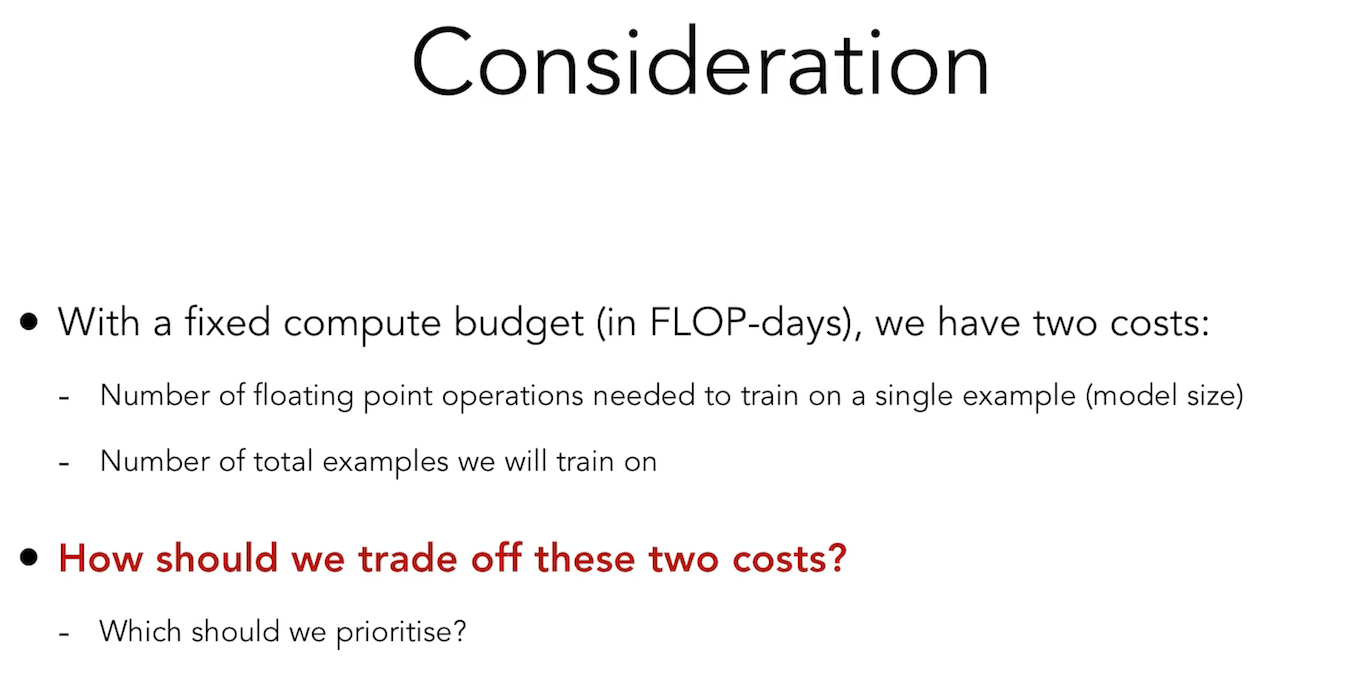 Consideration
● With a fixed compute budget (in FLOP-days), we have two costs:
- Number of floating point operations needed to train on a single example (model size)
- Number of total examples we will train on
● How should we trade off these two costs?
- Which should we prioritise?